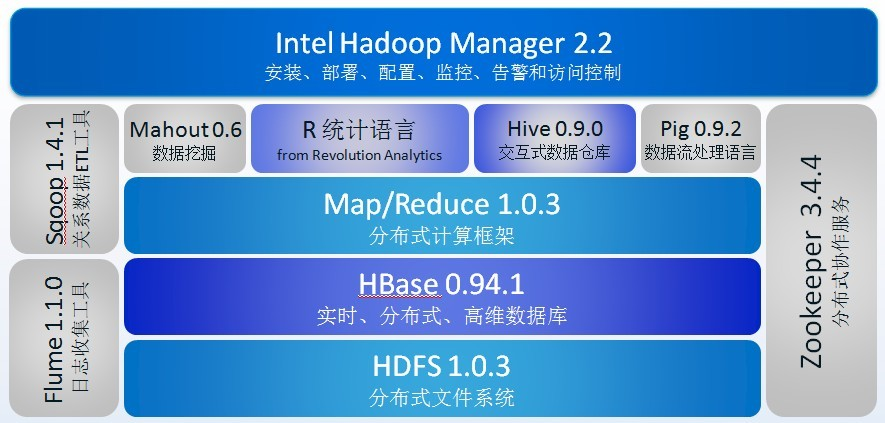 Intel Hadoop Manager 2.2
安装、部署、配置、监控、告警和访问控制
Sqoop 1.4.1
关系数据ETL工具
Mahout 0.6
数据挖掘
R 统计语言
from Revolution Analytics
Hive 0.9.0
交互式数据仓库
Pig 0.9.2
数据流处理语言
Map/Reduce 1.0.3
分布式计算框架
Zookeeper 3.4.4
分布式协作服务
Flume 1.1.0
日志收集工具
HBase 0.94.1
实时、分布式、高维数据库
HDFS 1.0.3
分布式文件系统